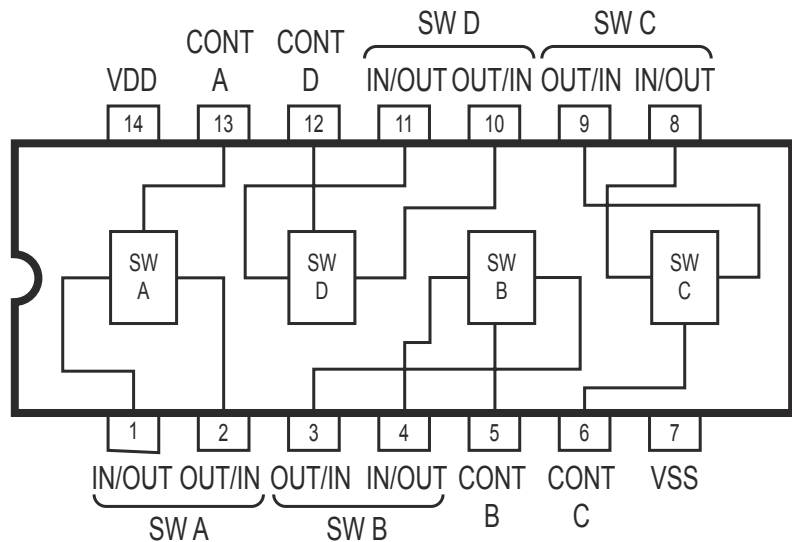 SW D SW C
CONT CONT
VDD A D IN/OUT OUT/IN OUT/IN IN/OUT
14 13 12 11 10 9 8
SW SW SW SW
A D B C
1 2 3 4 5 6 7
IN/OUT OUT/IN OUT/IN IN/OUT CONT CONT VSS
B C
SW A SW B